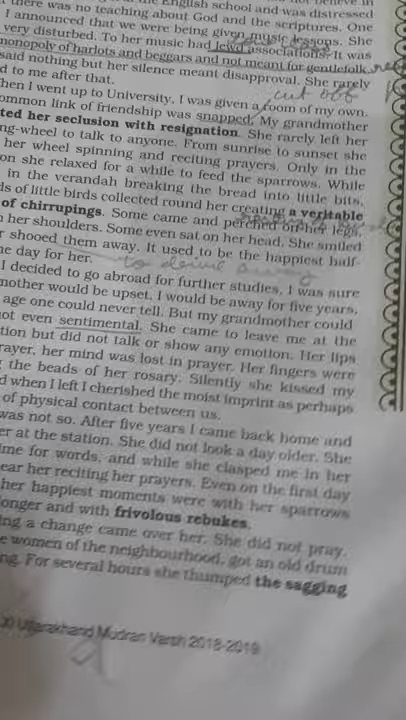 the English school and was distressed
there was no teaching about God and the scriptures. One
I announced that we were being given music lessons. She
very disturbed. To her music had lewd associations. It was
monopoly of harlots and beggars and not meant for gentlefolk.
said nothing but her silence meant disapproval. She rarely
d to me after that.
cut off
hen I went up to University, I was given a room of my own.
ommon link of friendship was snapped. My grandmother
ted her seclusion with resignation. She rarely left her
ng-wheel to talk to anyone. From sunrise to sunset she
her wheel spinning and reciting prayers. Only in the
on she relaxed for a while to feed the sparrows. While
in the verandah breaking the bread into little bits,
ds of little birds collected round her creating a veritable
of chirrupings. Some came and perched on her legs,
n her shoulders. Some even sat on her head. She smiled
r shooed them away. It used to be the happiest half-
he day for her.
to drive away
I decided to go abroad for further studies, I was sure
mother would be upset. I would be away for five years,
age one could never tell. But my grandmother could
ot even sentimental. She came to leave me at the
tion but did not talk or show any emotion. Her lips
rayer, her mind was lost in prayer. Her fingers were
the beads of her rosary. Silently she kissed my
d when I left I cherished the moist imprint as perhaps
of physical contact between us.
was not so. After five years I came back home and
er at the station. She did not look a day older. She
ime for words, and while she clasped me in her
ear her reciting her prayers. Even on the first day
her happiest moments were with her sparrows
onger and with frivolous rebukes.
ing a change came over her. She did not pray.
e women of the neighbourhood, got an old drum
ng. For several hours she thumped the sagging
Uttarakhand Mudran Varsh 2018-2019